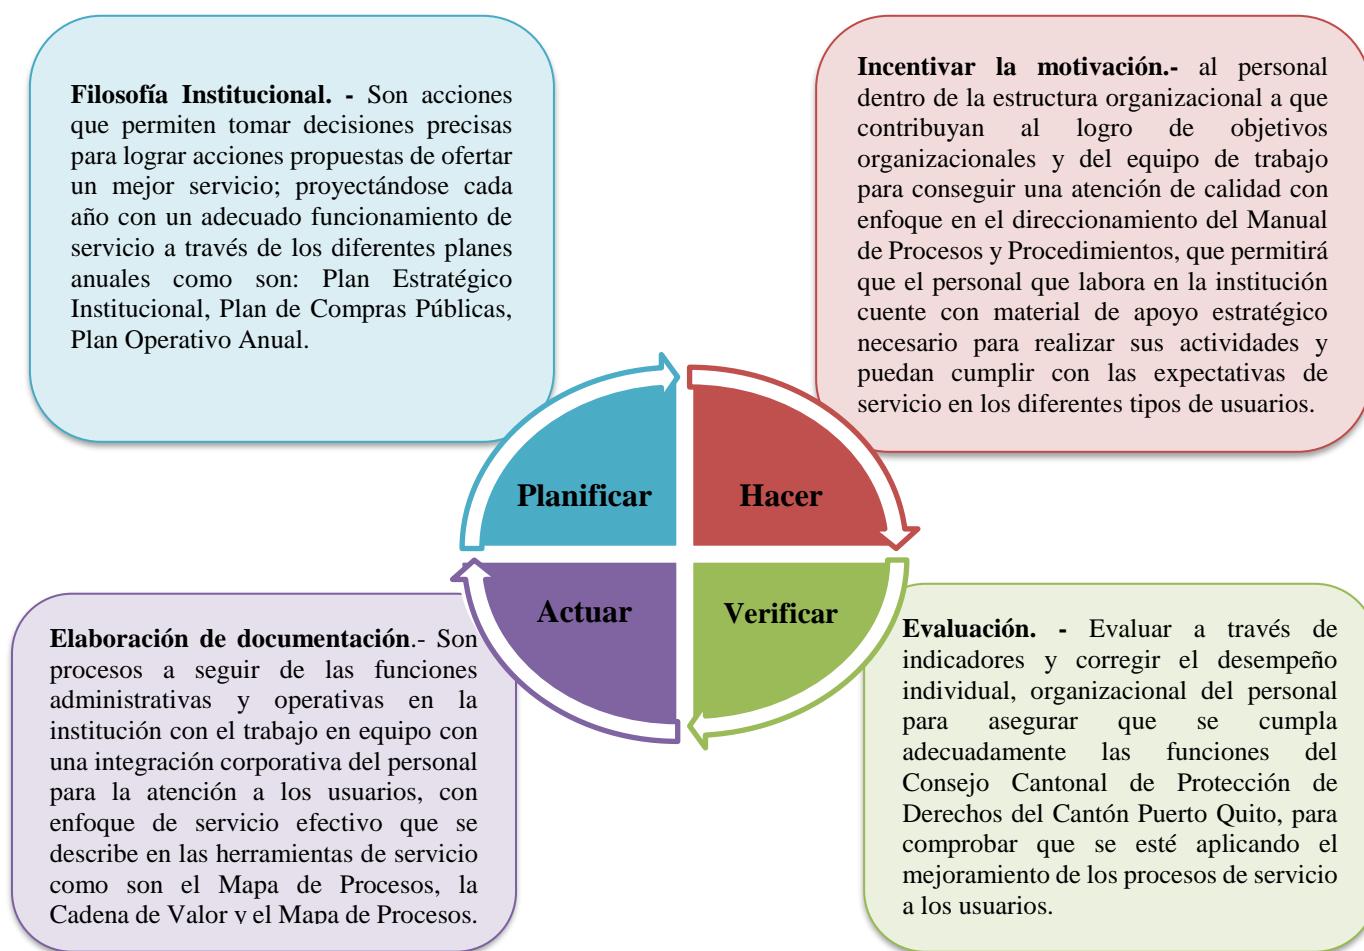 Filosofía Institucional. - Son acciones
que permiten tomar decisiones precisas
para lograr acciones propuestas de ofertar
un mejor servicio; proyectándose cada
año con un adecuado funcionamiento de
servicio a través de los diferentes planes
anuales como son: Plan Estratégico
Institucional, Plan de Compras Públicas,
Plan Operativo Anual.
Incentivar la motivación.- al personal
dentro de la estructura organizacional a que
contribuyan al logro de objetivos
organizacionales y del equipo de trabajo
para conseguir una atención de calidad con
enfoque en el direccionamiento del Manual
de Procesos y Procedimientos, que permitirá
que el personal que labora en la institución
cuente con material de apoyo estratégico
necesario para realizar sus actividades y
puedan cumplir con las expectativas de
servicio en los diferentes tipos de usuarios.
Planificar
Hacer
Actuar
Verificar
Elaboración de documentación.- Son
procesos a seguir de las funciones
administrativas y operativas en la
institución con el trabajo en equipo con
una integración corporativa del personal
para la atención a los usuarios, con
enfoque de servicio efectivo que se
describe en las herramientas de servicio
como son el Mapa de Procesos, la
Cadena de Valor y el Mapa de Procesos.
Evaluación. - Evaluar a través de
indicadores y corregir el desempeño
individual, organizacional del personal
para asegurar que se cumpla
adecuadamente las funciones del
Consejo Cantonal de Protección de
Derechos del Cantón Puerto Quito, para
comprobar que se esté aplicando el
mejoramiento de los procesos de servicio
a los usuarios.